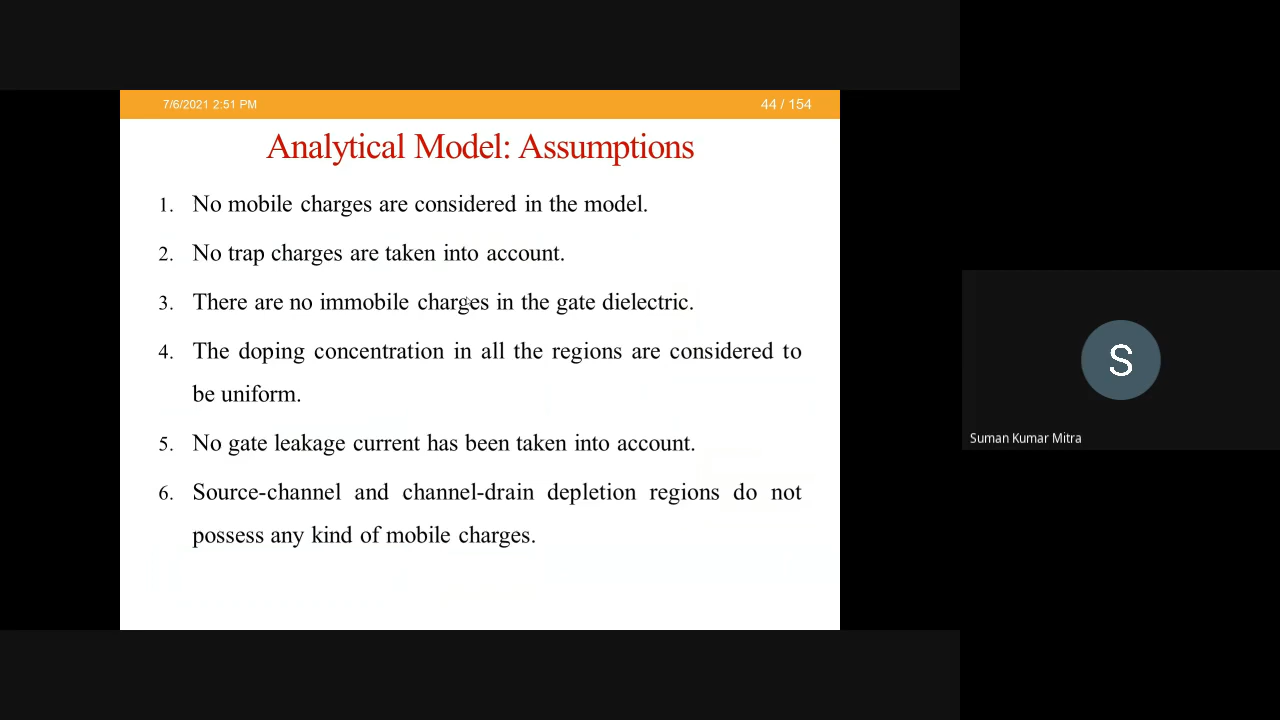 7/6/2021 2:51 PM
44 / 154
Analytical Model: Assumptions
1. No mobile charges are considered in the model.
2. No trap charges are taken into account.
3. There are no immobile charges in the gate dielectric.
4. The doping concentration in all the regions are considered to
be uniform.
5. No gate leakage current has been taken into account.
6. Source-channel and channel-drain depletion regions do not
possess any kind of mobile charges.
S
Suman Kumar Mitra